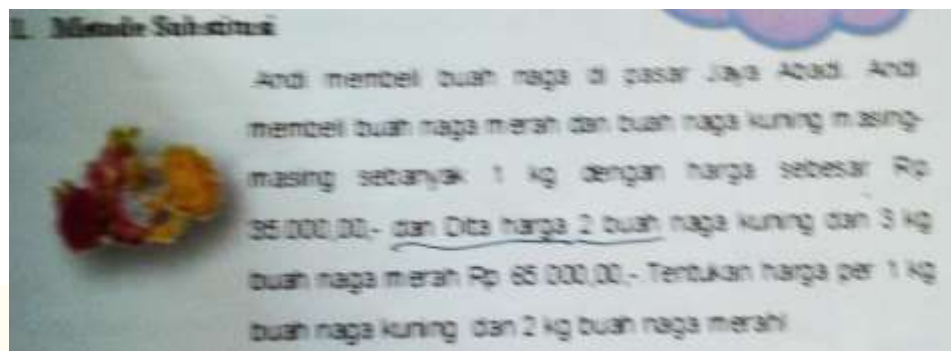 1. Metode Substitusi
Andi membeli buah naga di pasar Jaya Abadi. Andi
membeli buah naga merah dan buah naga kuning masing-
masing sebanyak 1 kg dengan harga sebesar Rp
35.000,00,- dan Dita harga 2 buah naga kuning dan 3 kg
buah naga merah Rp 85.000,00,- Tentukan harga per 1 kg
buah naga kuning dan 2 kg buah naga merah!